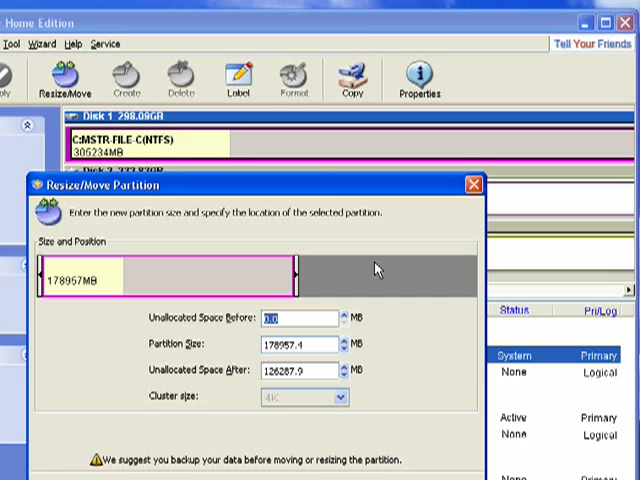 Home Edition
Tool Wizard Help Service
Tell Your Friends
Resize/Move Create Delete Label Format Copy Properties
Disk 1 298.09GB
C:MSTR-FILE-C(NTFS)
305234MB
Resize/Move Partition
Enter the new partition size and specify the location of the selected partition.
Size and Position
178957MB
Unallocated Space Before: 0.0 MB
Partition Size: 178957.4 MB
Unallocated Space After: 126287.9 MB
Cluster size: 4K
Status Pri/Log
System Primary
None Logical
Active Primary
None Logical
None
We suggest you backup your data before moving or resizing the partition.